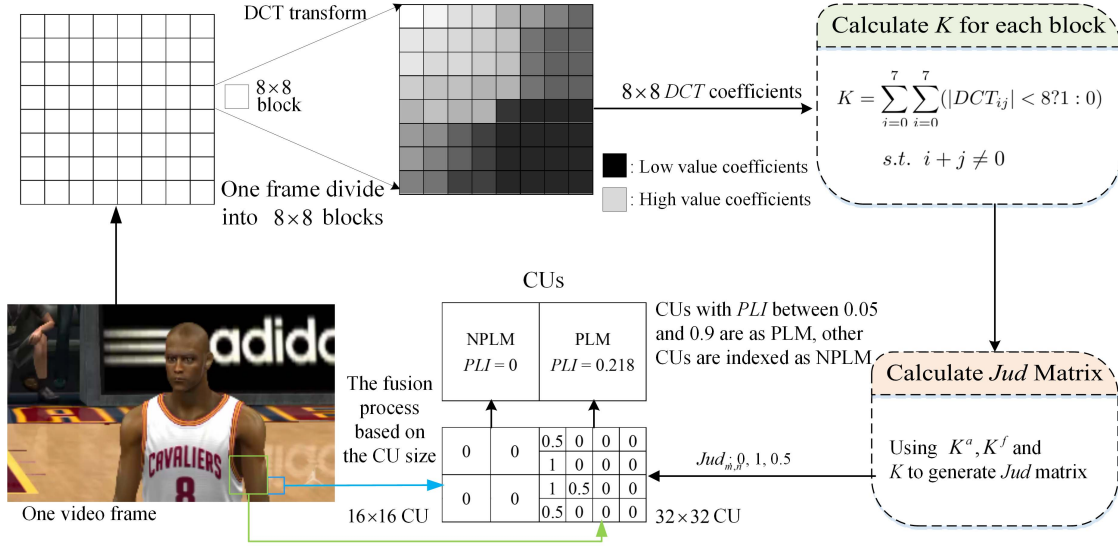 DCT transform
8×8
block
One frame divide
into 8×8 blocks
8×8 DCT coefficients
: Low value coefficients
: High value coefficients
Calculate K for each block
K = ∑_{i=0}^{7} ∑_{i=0}^{7} (|DCT_{ij}| < 8?1 : 0)
s.t. i + j ≠ 0
CUs
NPLM
PLI = 0
PLM
PLI = 0.218
CUs with PLI between 0.05
and 0.9 are as PLM, other
CUs are indexed as NPLM
Calculate Jud Matrix
Using K^a, K^f and
K to generate Jud matrix
Jud_{m,n}: 0, 1, 0.5
The fusion
process
based on
the CU size
0 0
0 0
0.5 0 0 0
1 0 0 0
1 0.5 0 0
0.5 0 0 0
16×16 CU
32×32 CU
adidas
CAVALIERS
8
One video frame